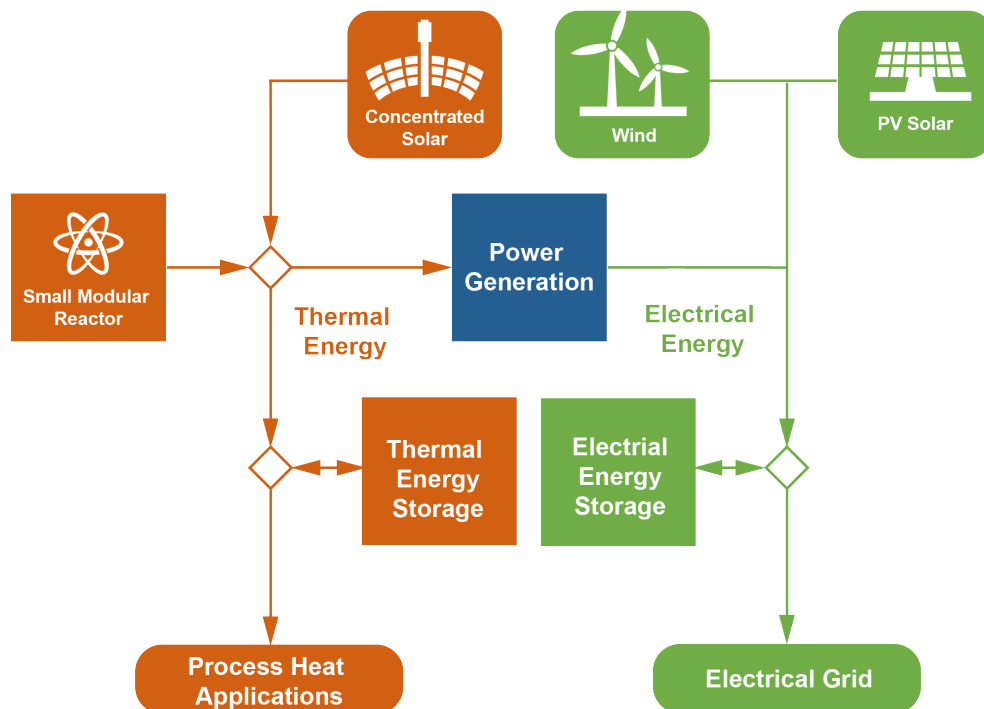 Concentrated
Solar
Wind
PV Solar
Small Modular
Reactor
Power
Generation
Thermal
Energy
Electrical
Energy
Thermal
Energy
Storage
Electrial
Energy
Storage
Process Heat
Applications
Electrical Grid